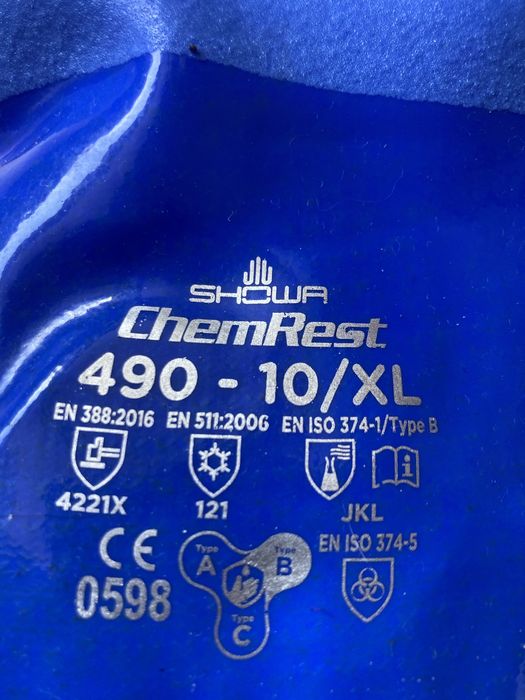 SHOWA
ChemRest
490 - 10/XL
EN 388:2016 EN 511:2006 EN ISO 374-1/Type B
4221X 121 JKL
CE 0598
EN ISO 374-5
Type A
Type B
Type C